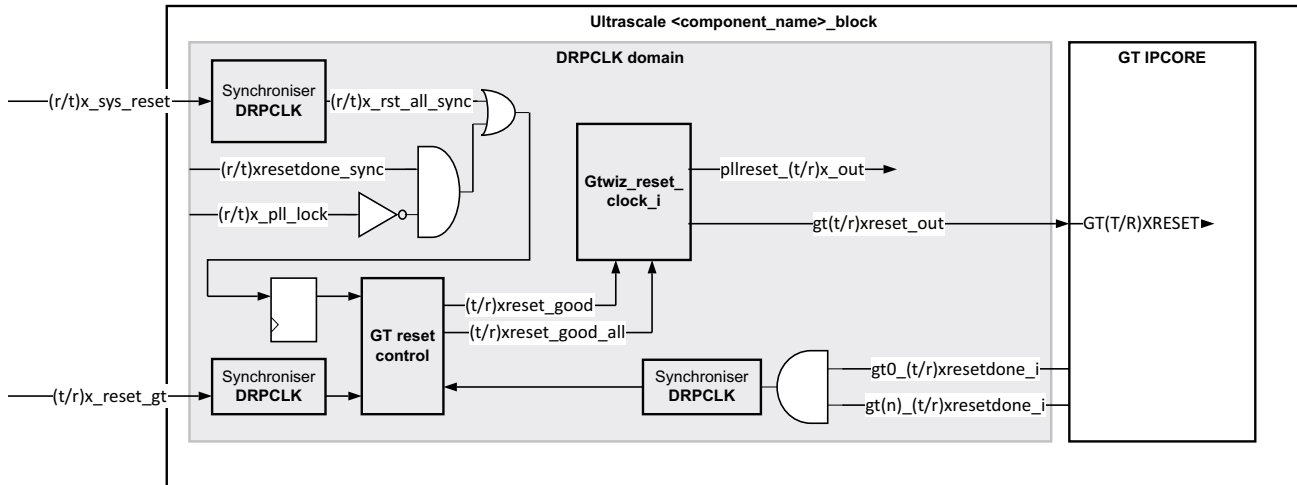 Ultrascale <component_name>_block
DRPCLK domain
GT IPCORE
(r/t)x_sys_reset
Synchroniser
DRPCLK
(r/t)x_rst_all_sync
(r/t)xresetdone_sync
(r/t)x_pll_lock
Gtwiz_reset_
clock_i
pllreset_(t/r)x_out
gt(t/r)xreset_out
GT(T/R)XRESET
GT reset
control
(t/r)xreset_good
(t/r)xreset_good_all
(t/r)x_reset_gt
Synchroniser
DRPCLK
Synchroniser
DRPCLK
gt0_(t/r)xresetdone_i
gt(n)_(t/r)xresetdone_i